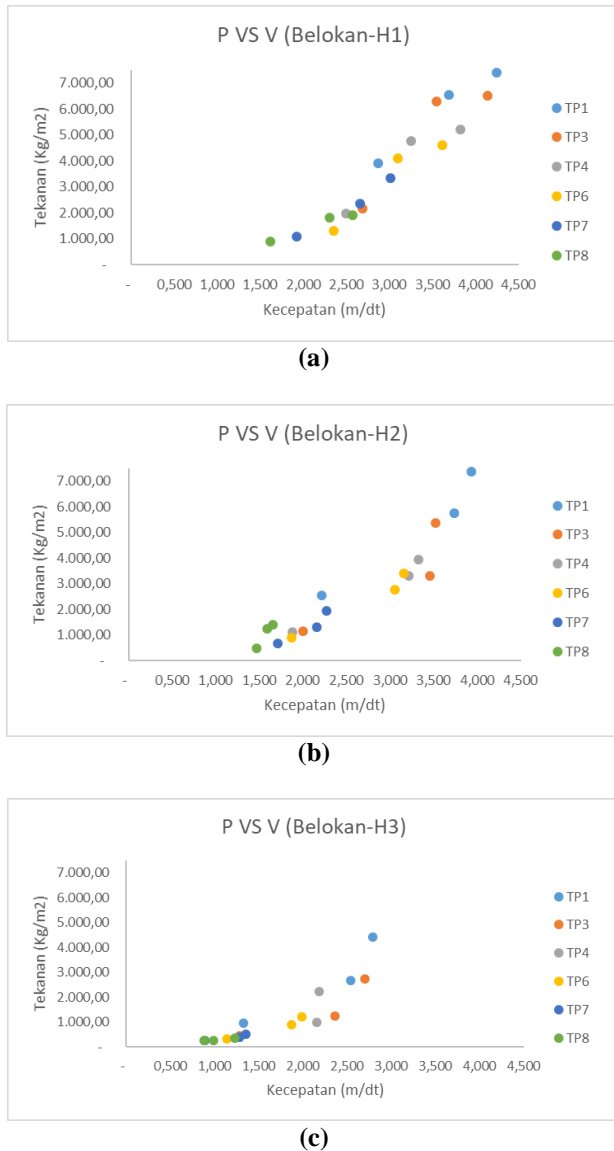 P VS V (Belokan-H1)
Tekanan (Kg/m2)
7.000,00
6.000,00
5.000,00
4.000,00
3.000,00
2.000,00
1.000,00
-
- 0,500 1,000 1,500 2,000 2,500 3,000 3,500 4,000 4,500
Kecepatan (m/dt)
TP1
TP3
TP4
TP6
TP7
TP8
(a)
P VS V (Belokan-H2)
Tekanan (Kg/m2)
7.000,00
6.000,00
5.000,00
4.000,00
3.000,00
2.000,00
1.000,00
-
- 0,500 1,000 1,500 2,000 2,500 3,000 3,500 4,000 4,500
Kecepatan (m/dt)
TP1
TP3
TP4
TP6
TP7
TP8
(b)
P VS V (Belokan-H3)
Tekanan (Kg/m2)
7.000,00
6.000,00
5.000,00
4.000,00
3.000,00
2.000,00
1.000,00
-
- 0,500 1,000 1,500 2,000 2,500 3,000 3,500 4,000 4,500
Kecepatan (m/dt)
TP1
TP3
TP4
TP6
TP7
TP8
(c)